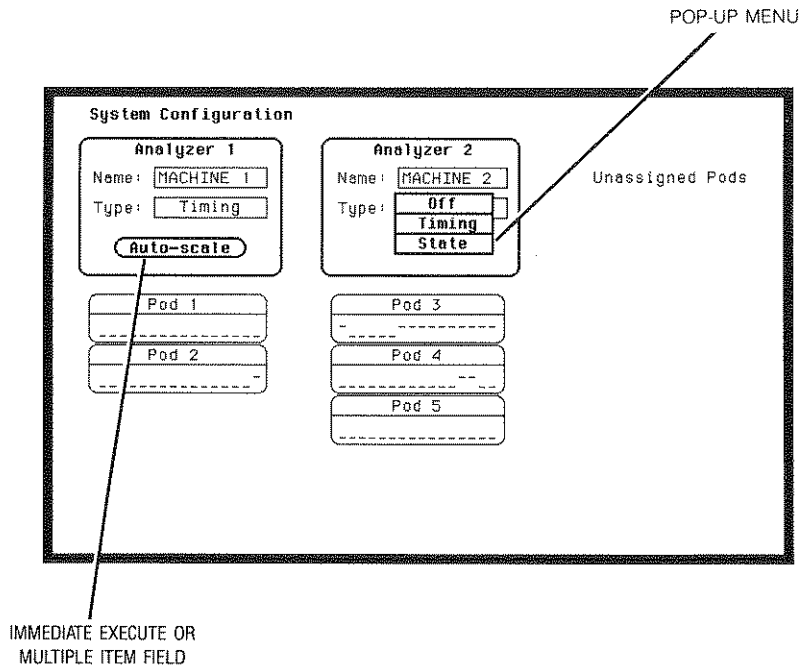 POP-UP MENU
System Configuration
Analyzer 1
Name: MACHINE 1
Type: Timing
Auto-scale
Analyzer 2
Name: MACHINE 2
Type:
Off
Timing
State
Unassigned Pods
Pod 1
Pod 2
Pod 3
Pod 4
Pod 5
IMMEDIATE EXECUTE OR
MULTIPLE ITEM FIELD